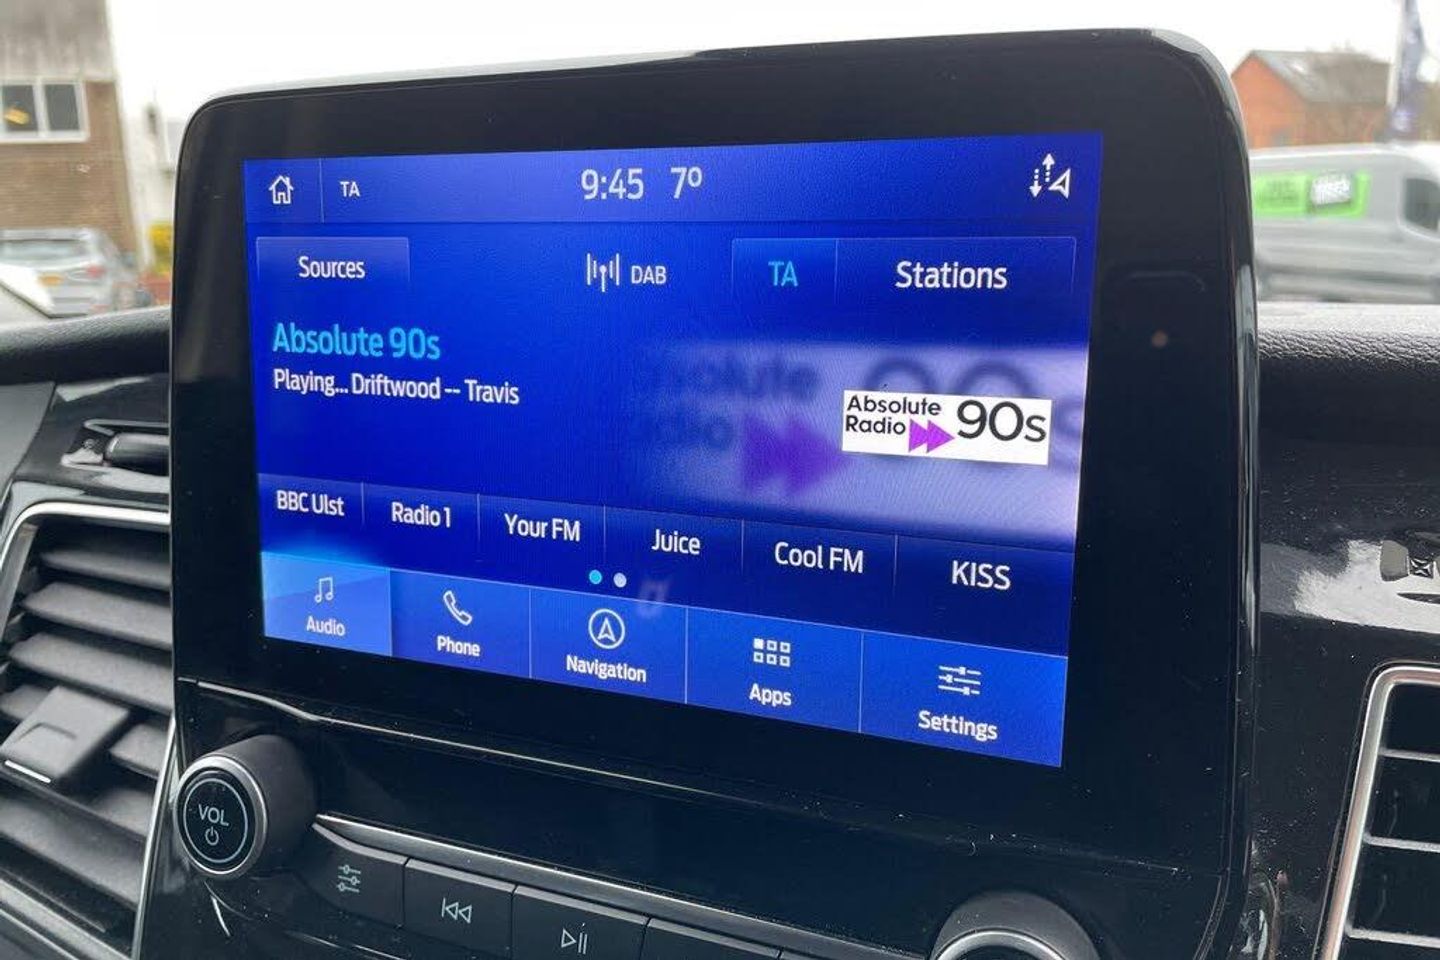 TA
9:45 7º
Sources
DAB
TA
Stations
Absolute 90s
Playing... Driftwood -- Travis
Absolute
Radio
90s
BBC Ulst
Radio 1
Your FM
Juice
Cool FM
KISS
Audio
Phone
Navigation
Apps
Settings
VOL